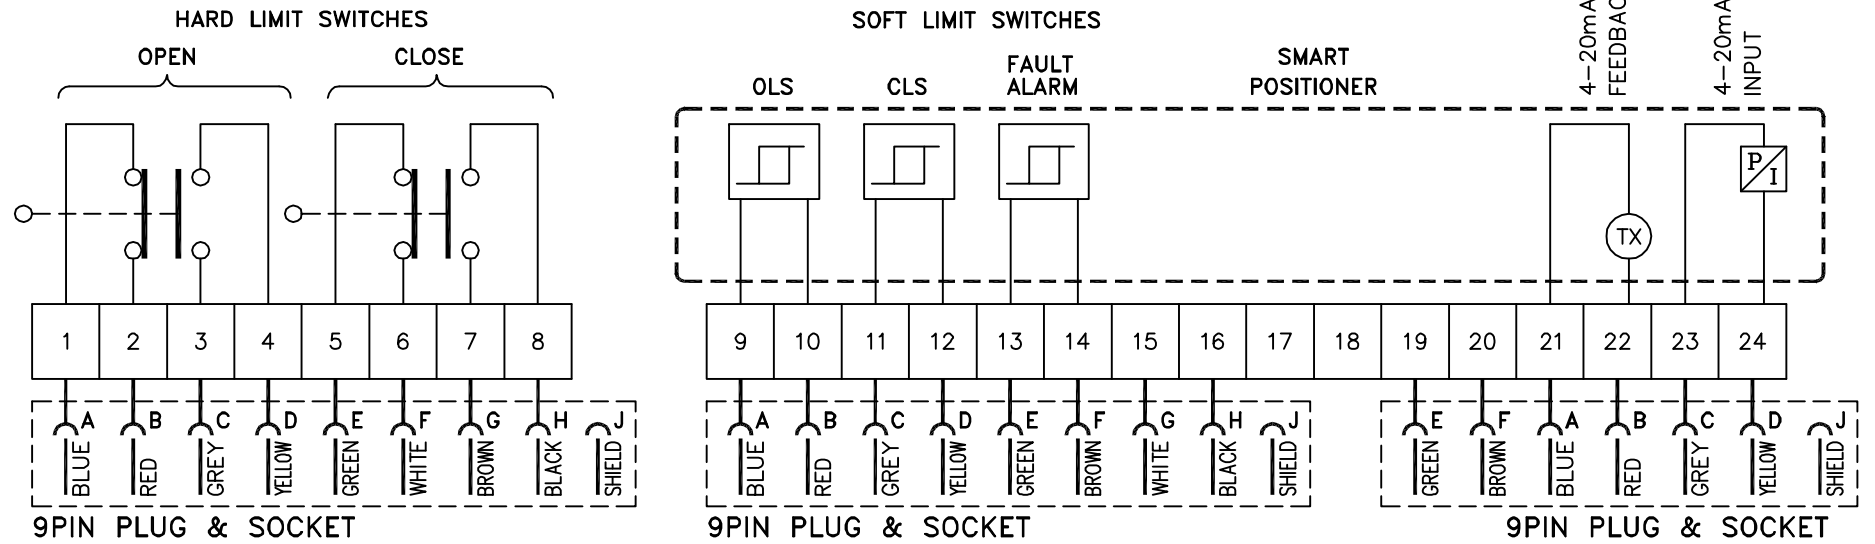 HARD LIMIT SWITCHES
OPEN
CLOSE
SOFT LIMIT SWITCHES
OLS
CLS
FAULT
ALARM
SMART
POSITIONER
4-20mA
4-20mA
INPUT
P/I
TX
1 2 3 4 5 6 7 8
9 10 11 12 13 14 15 16 17 18 19 20 21 22 23 24
A B C D E F G H J
BLUE RED GREY YELLOW GREEN WHITE BROWN BLACK SHIELD
9PIN PLUG & SOCKET
A B C D E F G H J
BLUE RED GREY YELLOW GREEN BROWN WHITE BLACK SHIELD
9PIN PLUG & SOCKET
E F A B C D J
GREEN BROWN BLUE RED GREY YELLOW SHIELD
9PIN PLUG & SOCKET